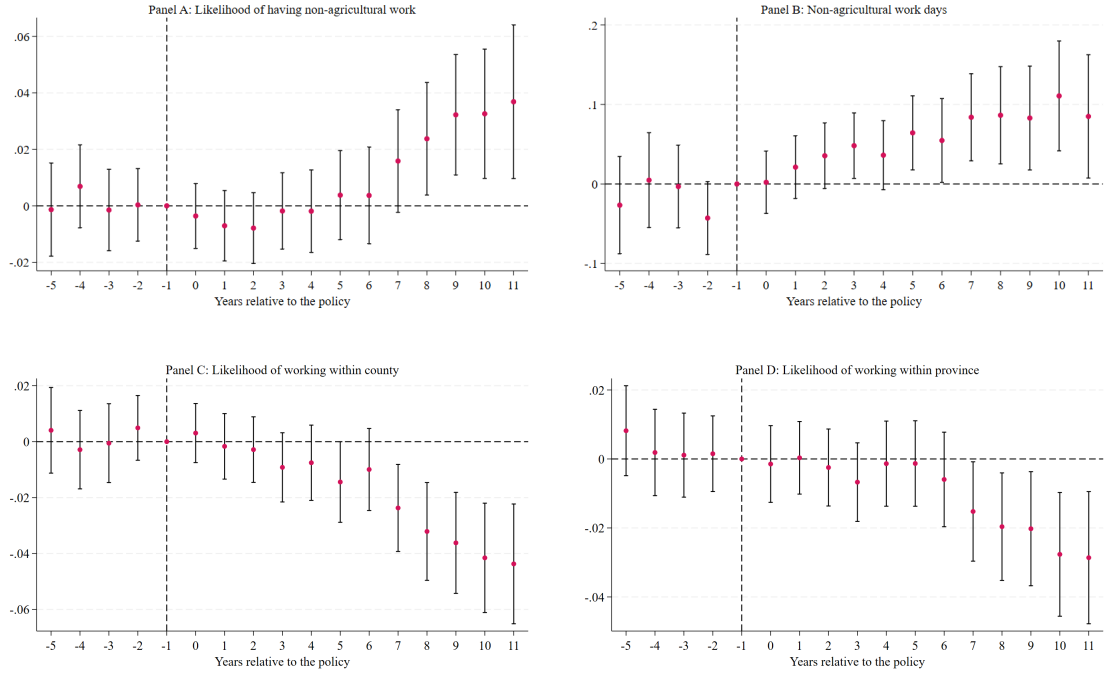 Panel A: Likelihood of having non-agricultural work
.06
.04
.02
0
-.02
-5 -4 -3 -2 -1 0 1 2 3 4 5 6 7 8 9 10 11
Years relative to the policy
Panel B: Non-agricultural work days
.2
.1
0
-.1
-5 -4 -3 -2 -1 0 1 2 3 4 5 6 7 8 9 10 11
Years relative to the policy
Panel C: Likelihood of working within county
.02
0
-.02
-.04
-.06
-5 -4 -3 -2 -1 0 1 2 3 4 5 6 7 8 9 10 11
Years relative to the policy
Panel D: Likelihood of working within province
.02
0
-.02
-.04
-5 -4 -3 -2 -1 0 1 2 3 4 5 6 7 8 9 10 11
Years relative to the policy